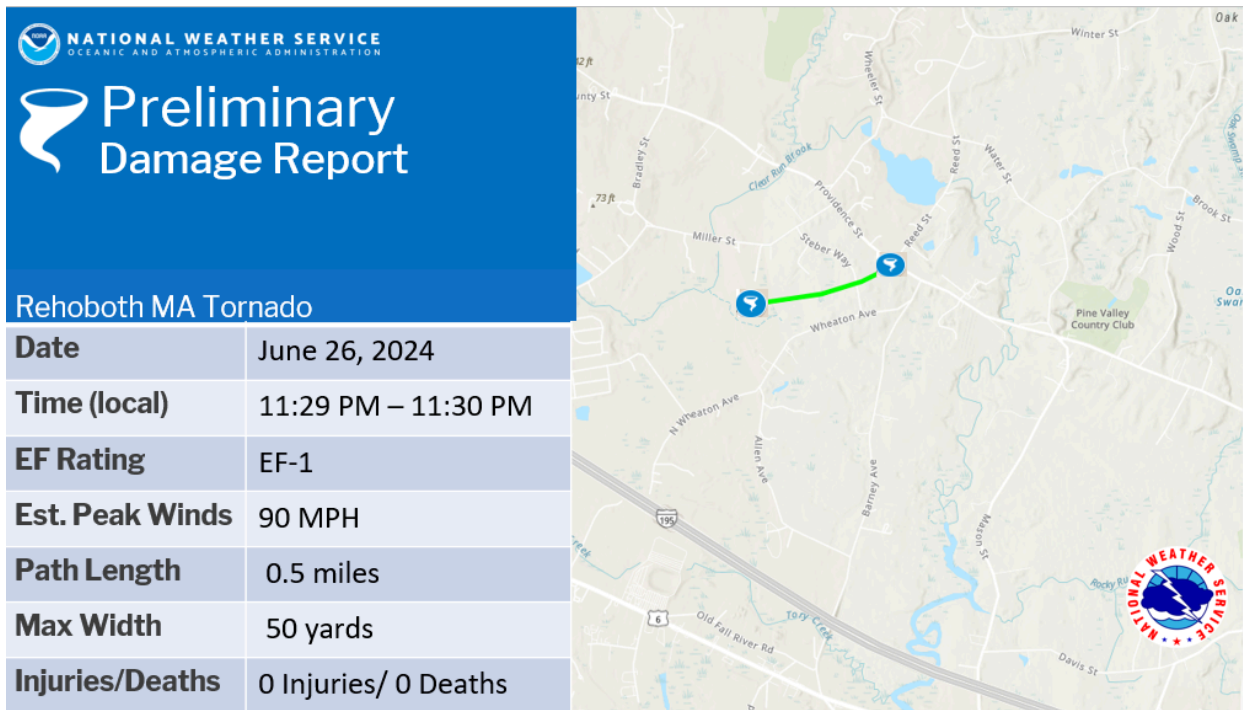 NATIONAL WEATHER SERVICE
OCEANIC AND ATMOSPHERIC ADMINISTRATION
Preliminary
Damage Report
Rehoboth MA Tornado
Date June 26, 2024
Time (local) 11:29 PM – 11:30 PM
EF Rating EF-1
Est. Peak Winds 90 MPH
Path Length 0.5 miles
Max Width 50 yards
Injuries/Deaths 0 Injuries/ 0 Deaths
Oak
Winter St
Wheeler St
Bradley St
Clear Run Brook
Reed St
Water St
73 ft
Providence St
Brook St
Wood St
Miller St
Steber Way
Reed St
Pine Valley
Country Club
Wheaton Ave
N Wheaton Ave
Allen Ave
Barney Ave
195
Mason St
6
Old Fall River Rd
Tory Creek
Davis St
NATIONAL WEATHER SERVICE